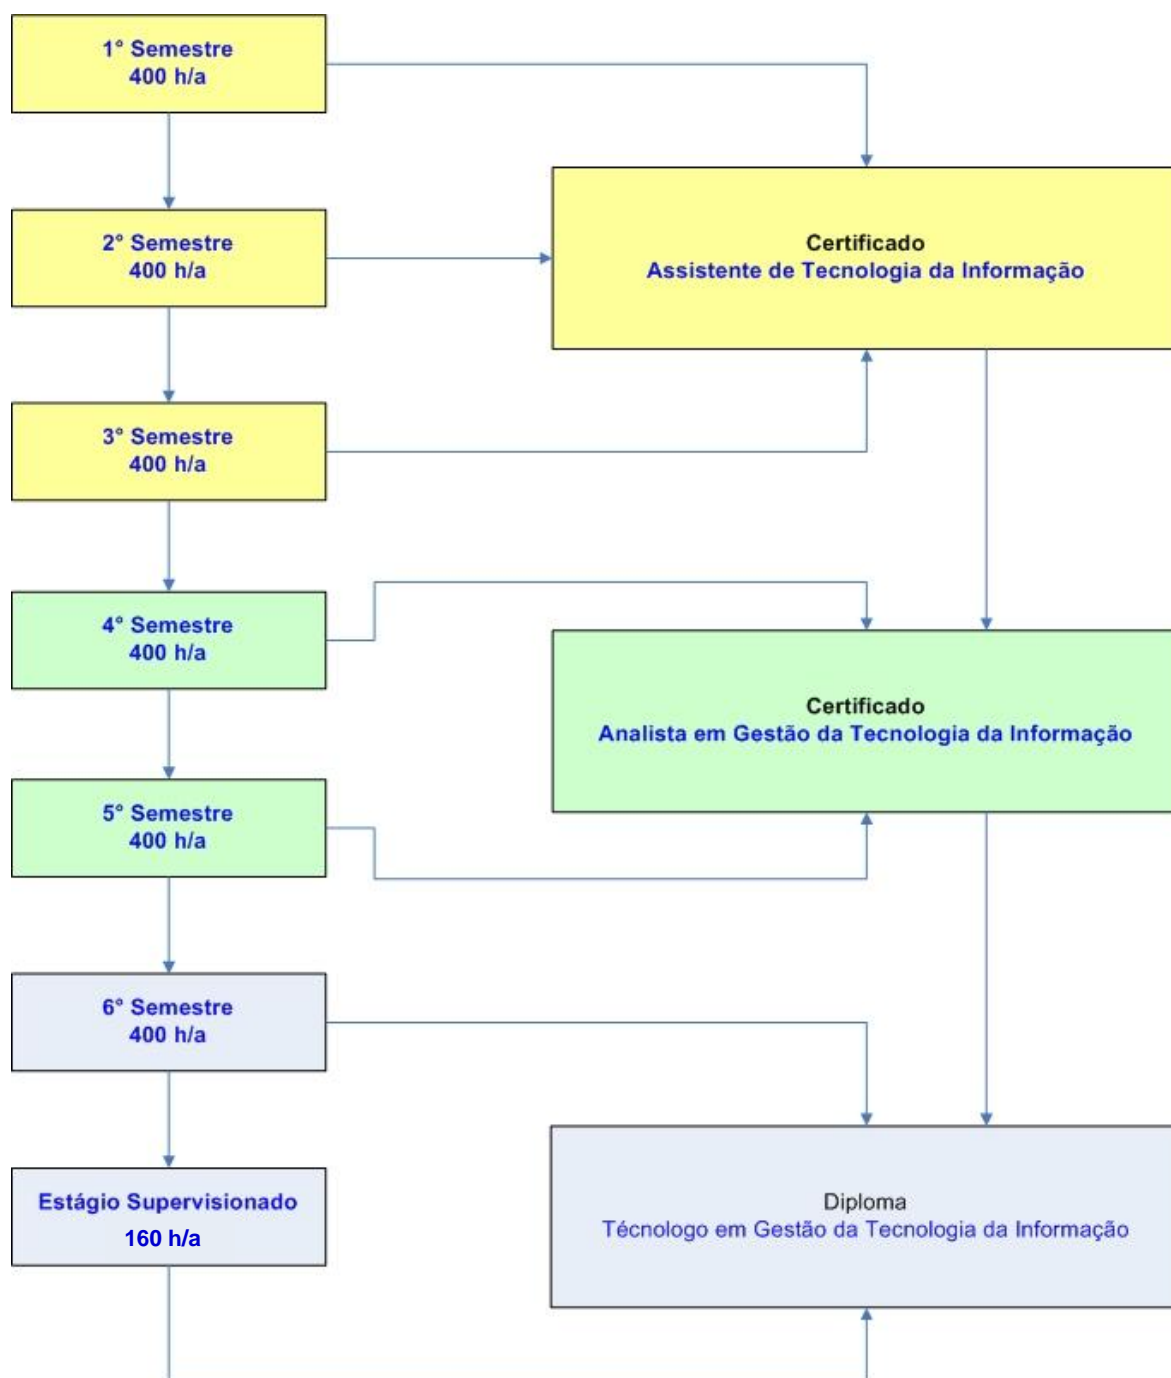 1° Semestre
400 h/a
Certificado
Assistente de Tecnologia da Informação
2° Semestre
400 h/a
3° Semestre
400 h/a
4° Semestre
400 h/a
Certificado
Analista em Gestão da Tecnologia da Informação
5° Semestre
400 h/a
6° Semestre
400 h/a
Estágio Supervisionado
160 h/a
Diploma
Técnologo em Gestão da Tecnologia da Informação